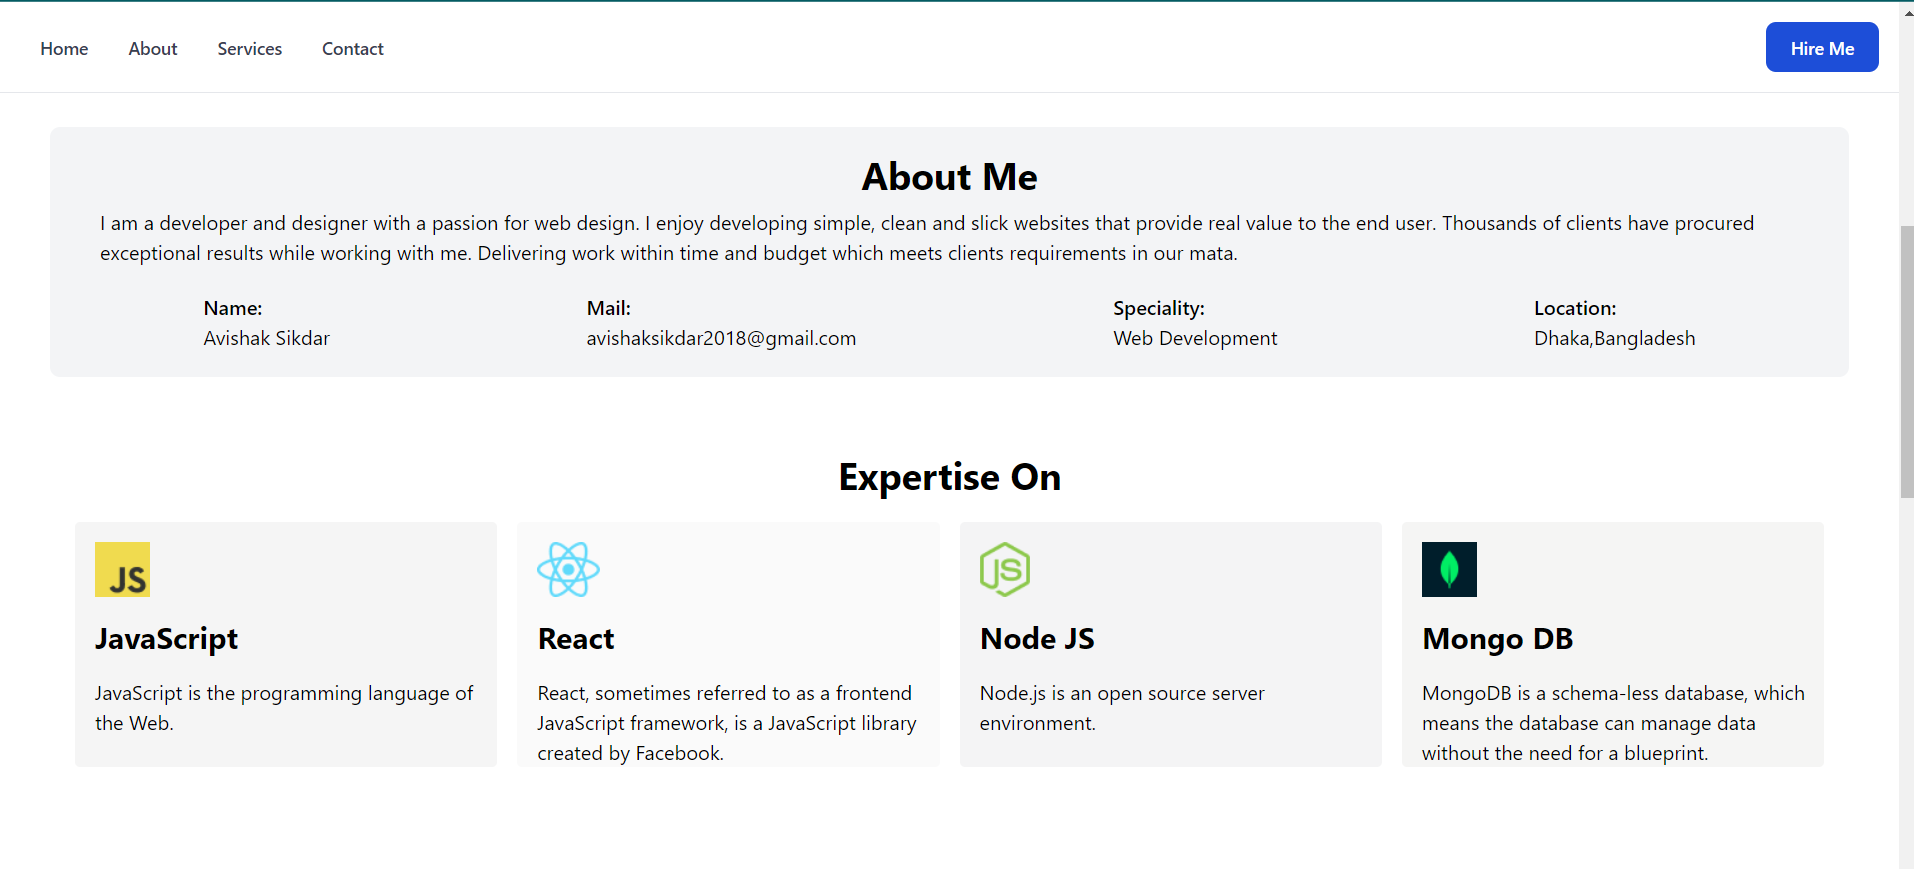 Home About Services Contact Hire Me
About Me
I am a developer and designer with a passion for web design. I enjoy developing simple, clean and slick websites that provide real value to the end user. Thousands of clients have procured
exceptional results while working with me. Delivering work within time and budget which meets clients requirements in our mata.
Name: Mail: Speciality: Location:
Avishak Sikdar avishaksikdar2018@gmail.com Web Development Dhaka,Bangladesh
Expertise On
JS
JavaScript
JavaScript is the programming language of
the Web.
React
React, sometimes referred to as a frontend
JavaScript framework, is a JavaScript library
created by Facebook.
JS
Node JS
Node.js is an open source server
environment.
Mongo DB
MongoDB is a schema-less database, which
means the database can manage data
without the need for a blueprint.